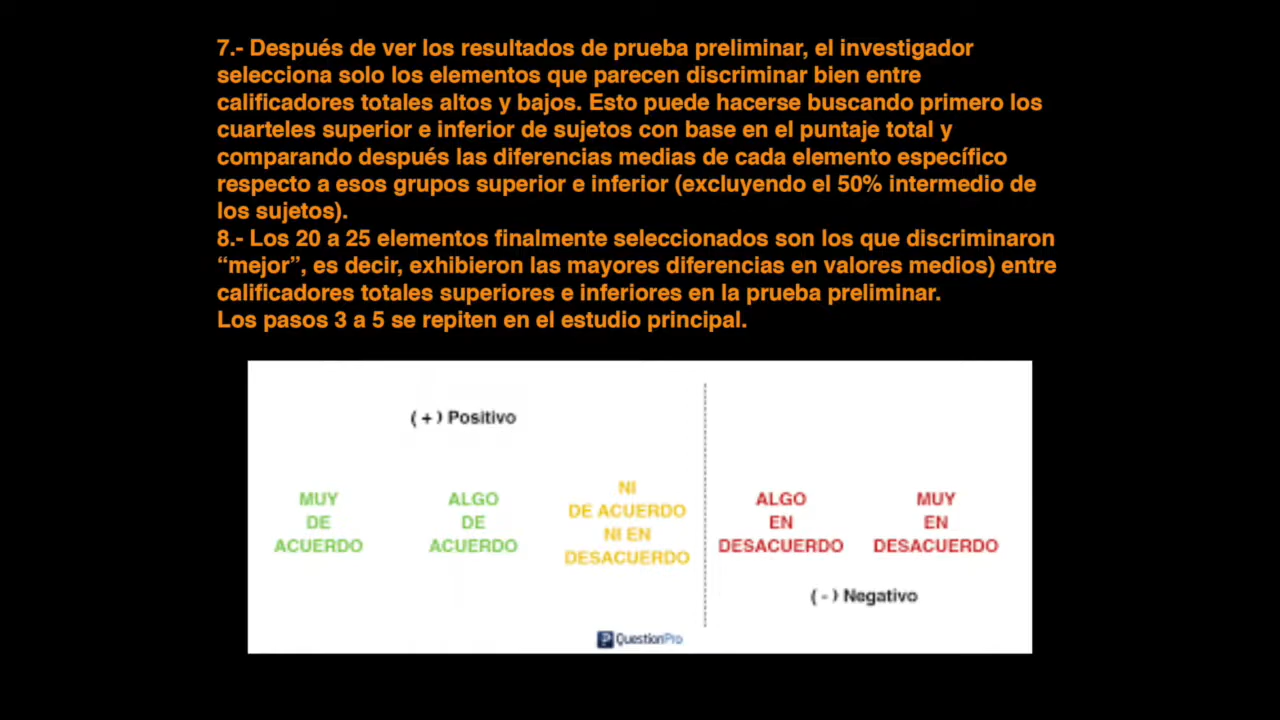 7.- Después de ver los resultados de prueba preliminar, el investigador
selecciona solo los elementos que parecen discriminar bien entre
calificadores totales altos y bajos. Esto puede hacerse buscando primero los
cuarteles superior e inferior de sujetos con base en el puntaje total y
comparando después las diferencias medias de cada elemento específico
respecto a esos grupos superior e inferior (excluyendo el 50% intermedio de
los sujetos).
8.- Los 20 a 25 elementos finalmente seleccionados son los que discriminaron
“mejor”, es decir, exhibieron las mayores diferencias en valores medios) entre
calificadores totales superiores e inferiores en la prueba preliminar.
Los pasos 3 a 5 se repiten en el estudio principal.
( + ) Positivo
MUY
DE
ACUERDO
ALGO
DE
ACUERDO
NI
DE ACUERDO
NI EN
DESACUERDO
ALGO
EN
DESACUERDO
MUY
EN
DESACUERDO
( - ) Negativo
QuestionPro